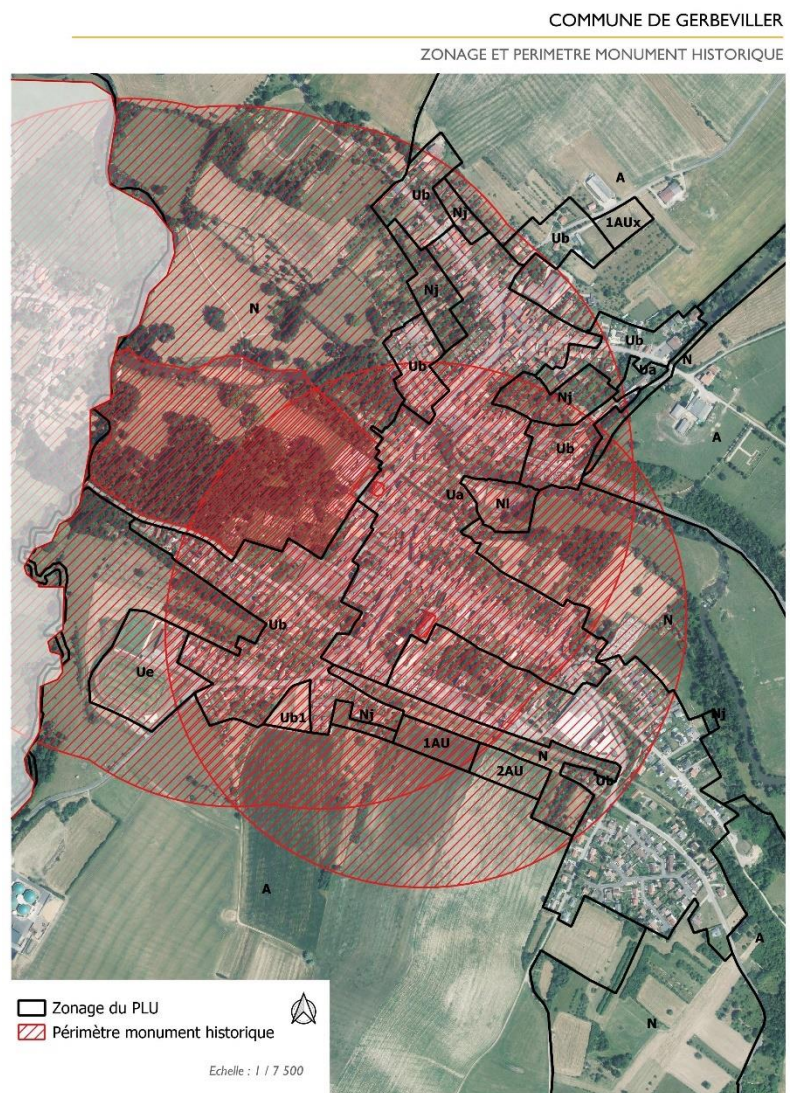 COMMUNE DE GERBEVILLER
ZONAGE ET PERIMETRE MONUMENT HISTORIQUE
A
Ub
Nj
1AUx
Ub
Nj
N
Ub
N
Ub
Ua
Nj
A
Ub
Ua
Nl
N
Ub
Ue
Ub1
Nj
Nj
1AU
N
2AU
Ub
A
A
N
Zonage du PLU
Périmètre monument historique
Echelle : 1 / 7 500